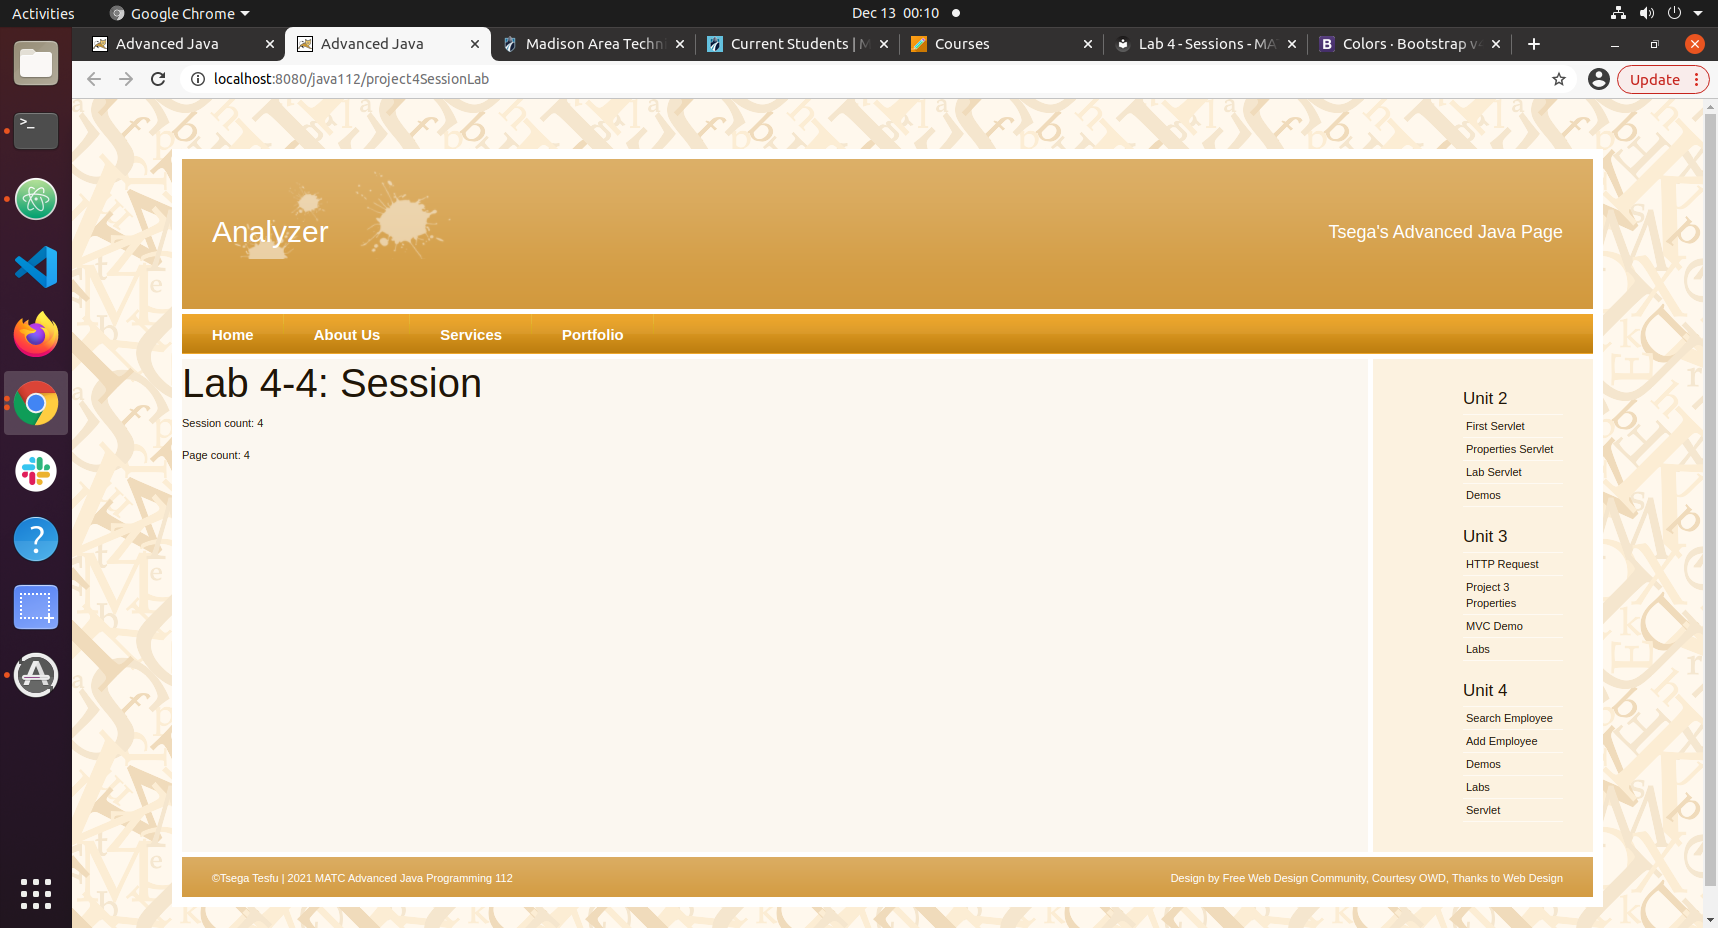 Activities
Google Chrome
Dec 13 00:10
Advanced Java
Advanced Java
Madison Area Techni
Current Students | M
Courses
Lab 4 - Sessions - MA
Colors · Bootstrap v
localhost:8080/java112/project4SessionLab
Update
Analyzer
Tsega's Advanced Java Page
Home
About Us
Services
Portfolio
Lab 4-4: Session
Session count: 4
Page count: 4
Unit 2
First Servlet
Properties Servlet
Lab Servlet
Demos
Unit 3
HTTP Request
Project 3
Properties
MVC Demo
Labs
Unit 4
Search Employee
Add Employee
Demos
Labs
Servlet
©Tsega Tesfu | 2021 MATC Advanced Java Programming 112
Design by Free Web Design Community, Courtesy OWD, Thanks to Web Design